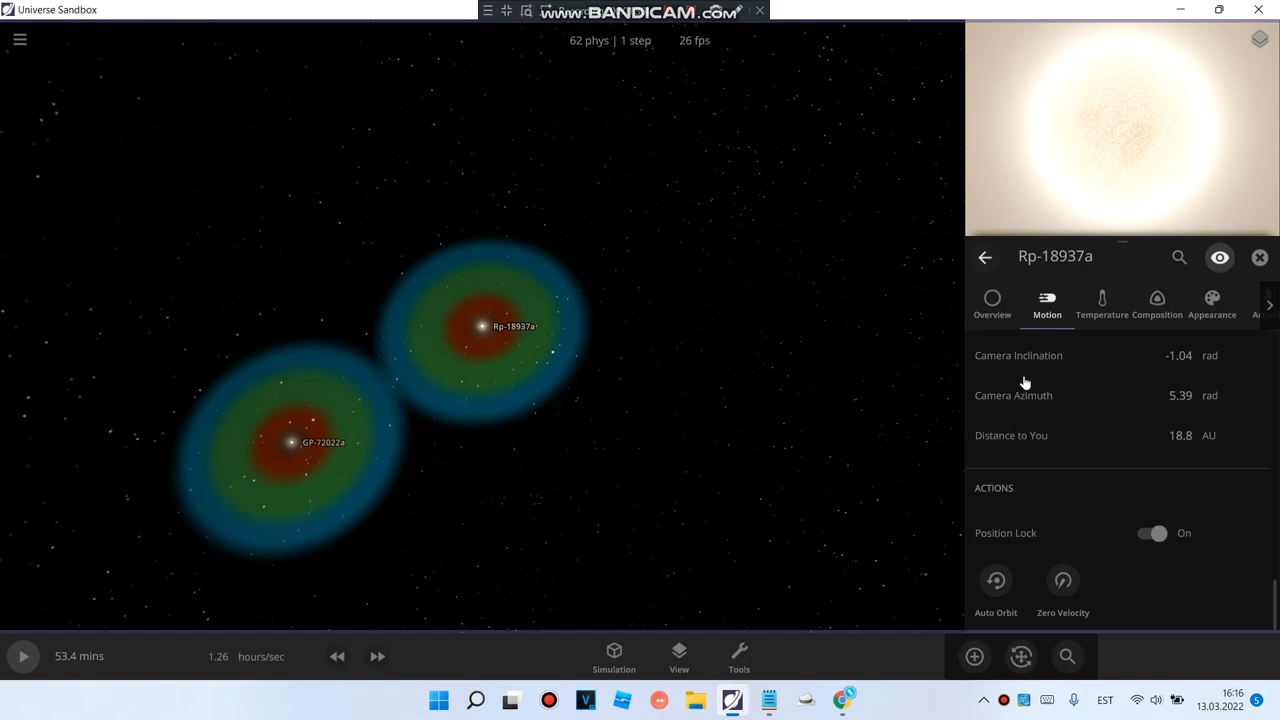 Universe Sandbox
www.BANDICAM.com
62 phys | 1 step
26 fps
Rp-18937a
GP-72022a
Rp-18937a
Overview
Motion
Temperature
Composition
Appearance
Camera Inclination
-1.04
rad
Camera Azimuth
5.39
rad
Distance to You
18.8
AU
ACTIONS
Position Lock
On
Auto Orbit
Zero Velocity
53.4 mins
1.26
hours/sec
Simulation
View
Tools
EST
16:16
13.03.2022
5